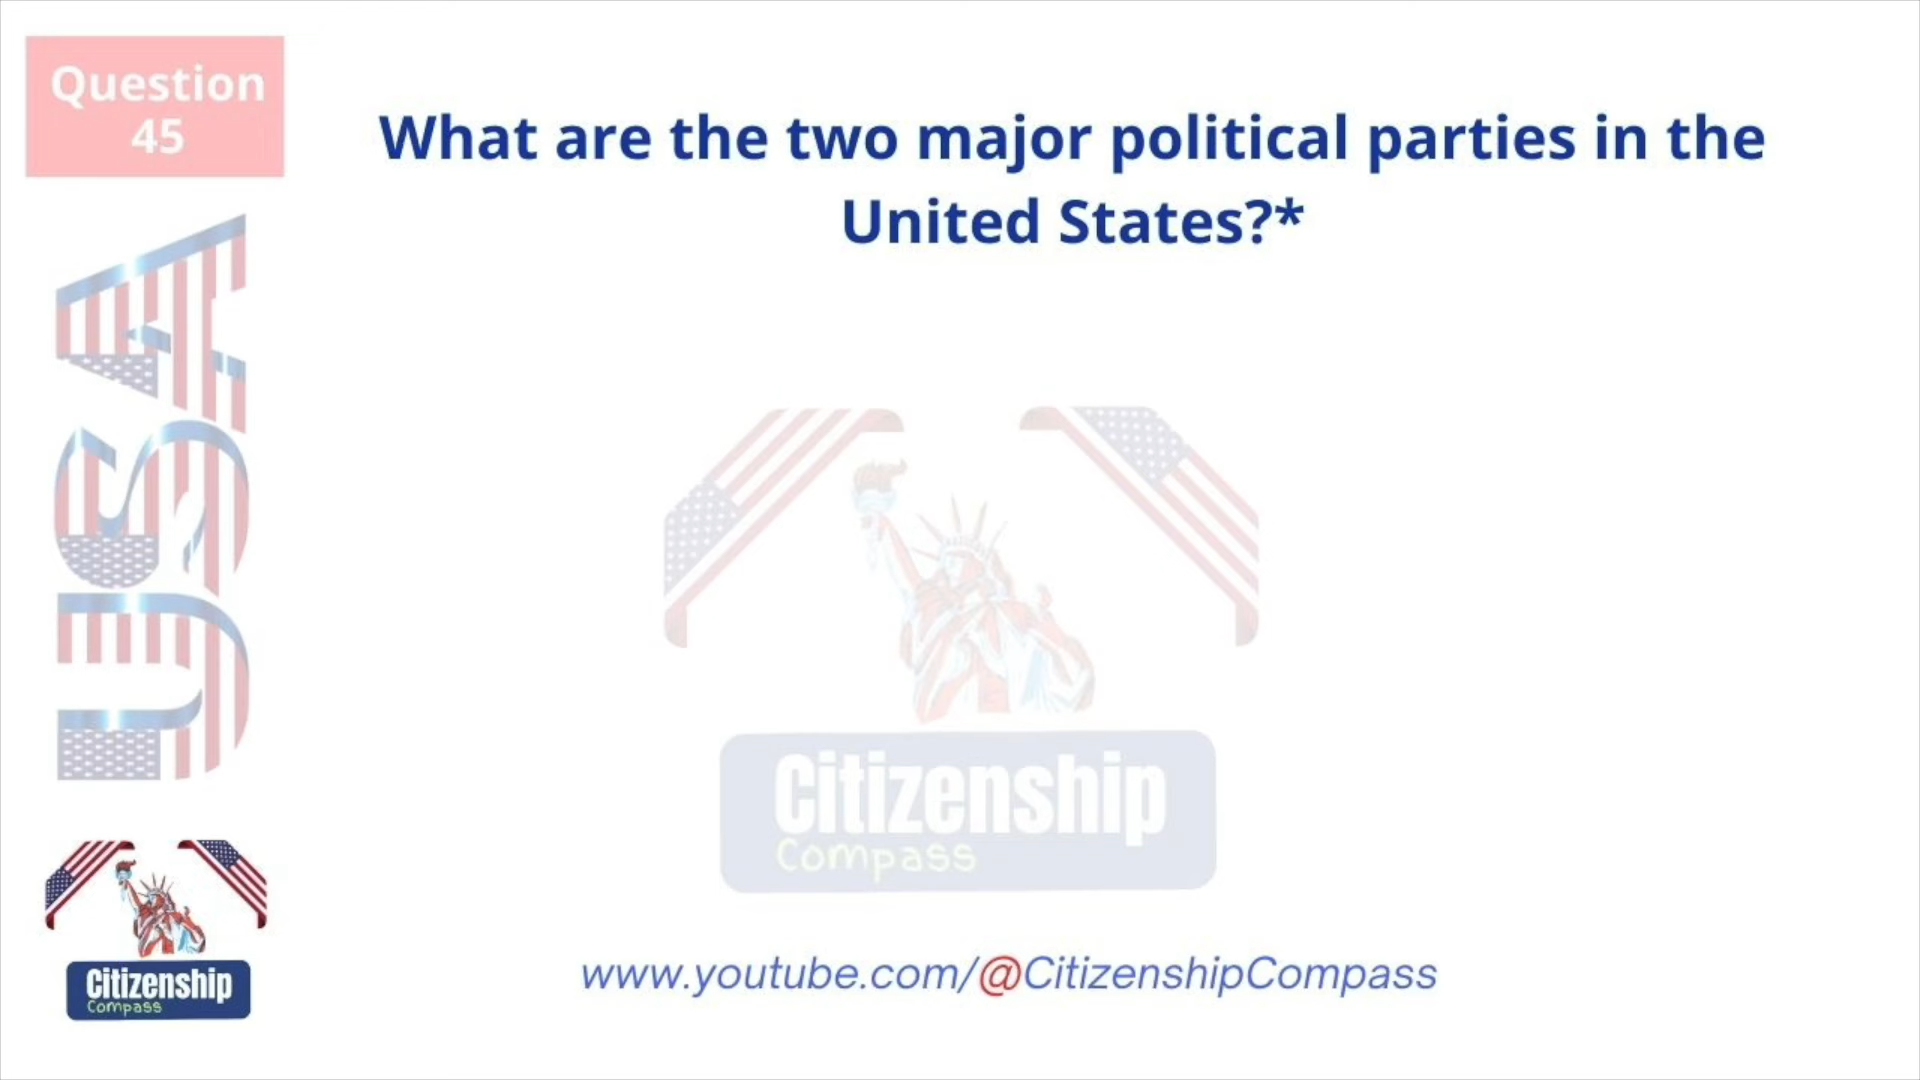 Question
45
What are the two major political parties in the
United States?*
USA
Citizenship
Compass
Citizenship
Compass
www.youtube.com/@CitizenshipCompass